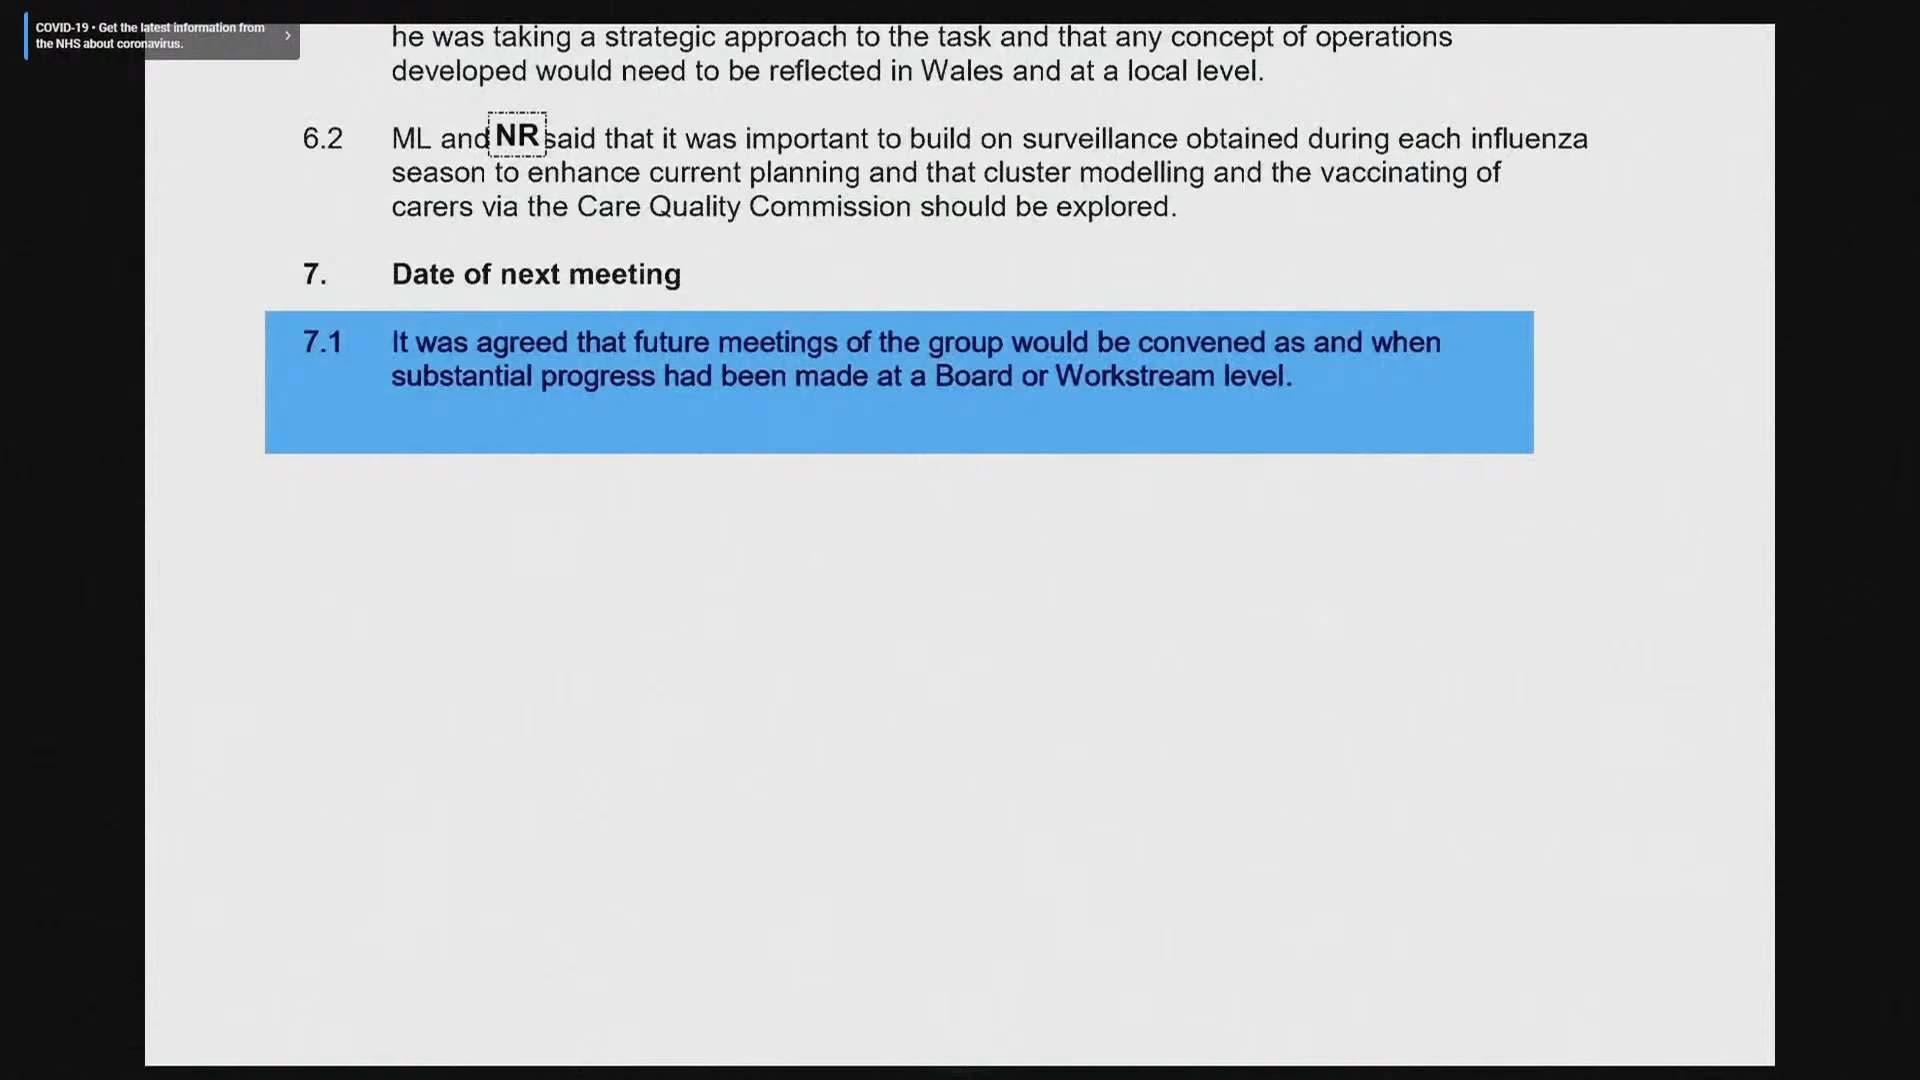 COVID-19 • Get the latest information from
the NHS about coronavirus.
he was taking a strategic approach to the task and that any concept of operations
developed would need to be reflected in Wales and at a local level.
6.2 ML and NR said that it was important to build on surveillance obtained during each influenza
season to enhance current planning and that cluster modelling and the vaccinating of
carers via the Care Quality Commission should be explored.
7. Date of next meeting
7.1 It was agreed that future meetings of the group would be convened as and when
substantial progress had been made at a Board or Workstream level.